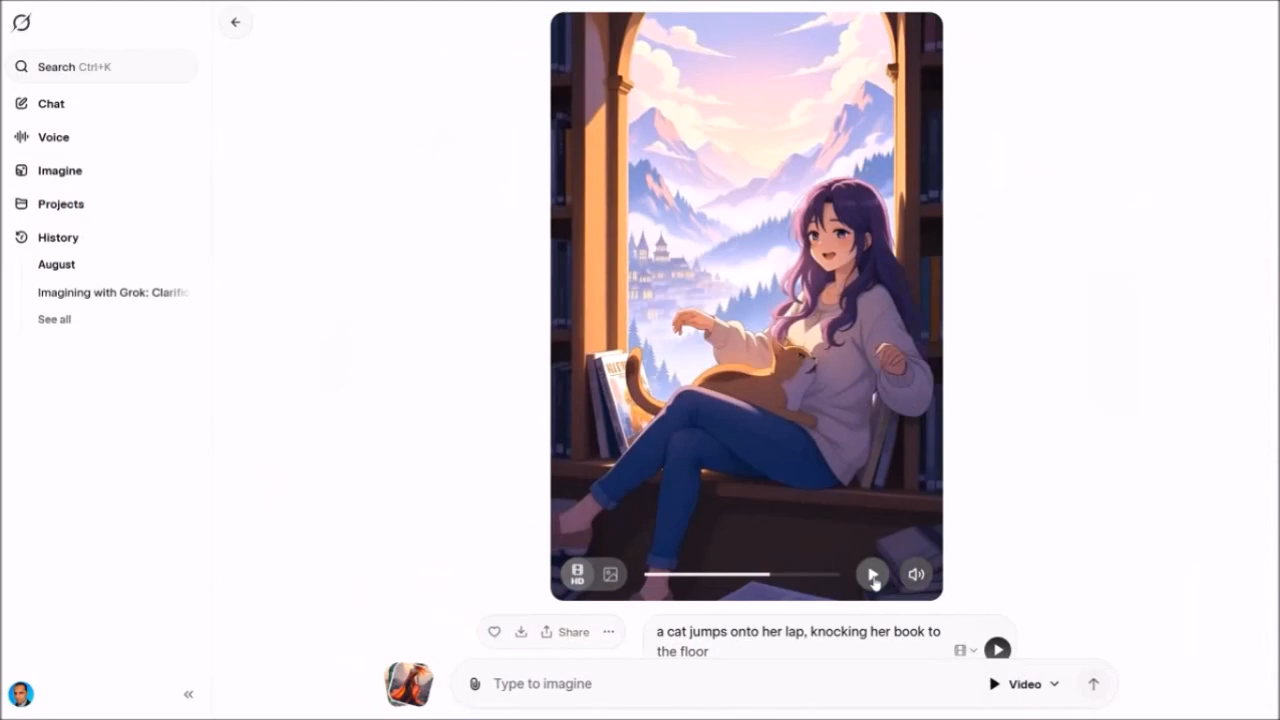 Search Ctrl+K
Chat
Voice
Imagine
Projects
History
August
Imagining with Grok: Clarific
See all
HD
Share
a cat jumps onto her lap, knocking her book to
the floor
Type to imagine
Video